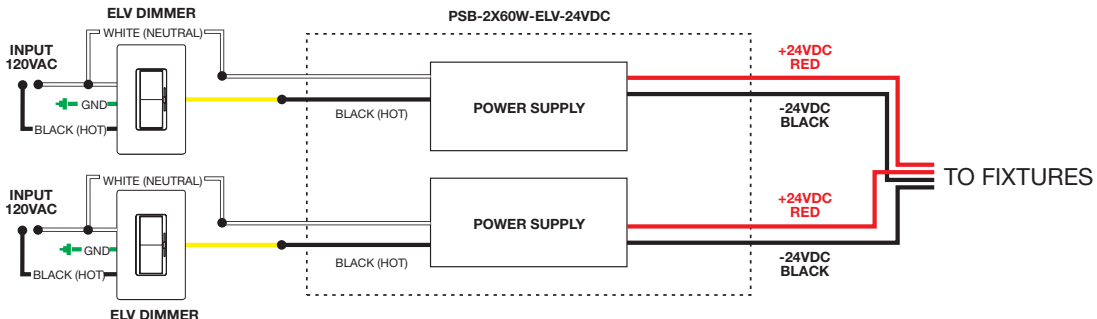 ELV DIMMER
PSB-2X60W-ELV-24VDC
WHITE (NEUTRAL)
INPUT
120VAC
GND
BLACK (HOT)
BLACK (HOT)
POWER SUPPLY
+24VDC
RED
-24VDC
BLACK
TO FIXTURES
WHITE (NEUTRAL)
INPUT
120VAC
GND
BLACK (HOT)
BLACK (HOT)
POWER SUPPLY
+24VDC
RED
-24VDC
BLACK
ELV DIMMER